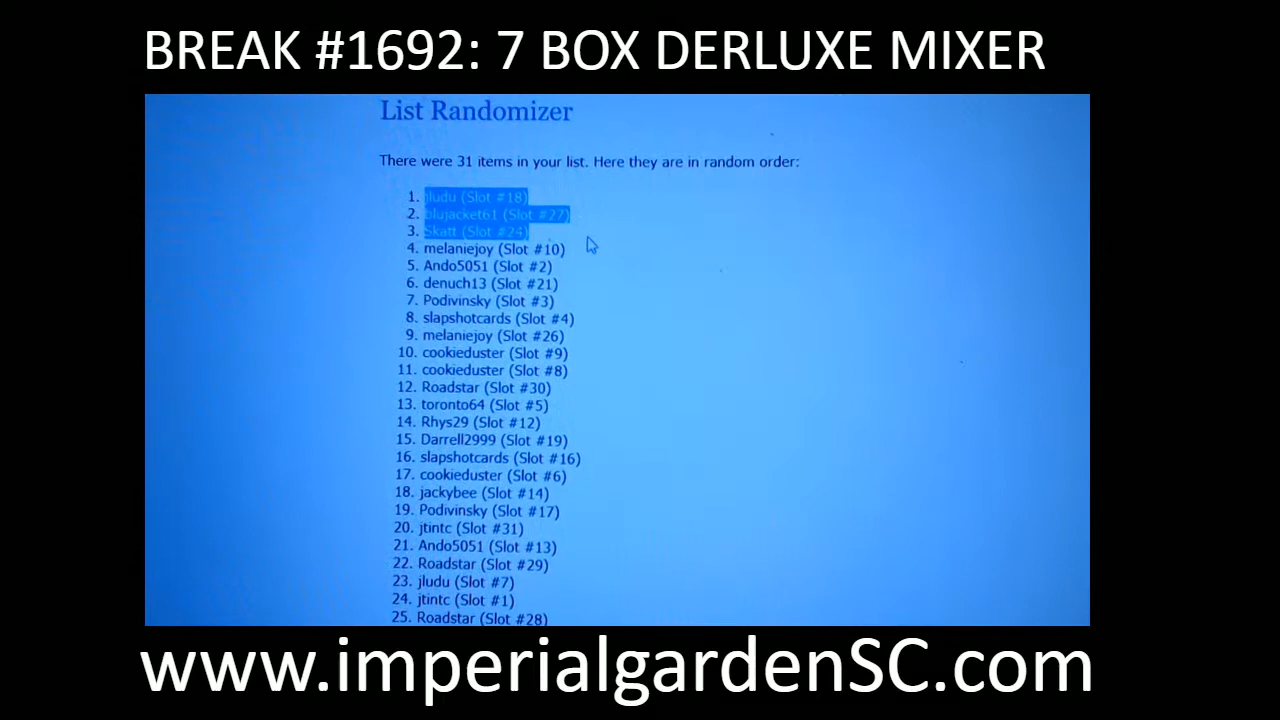 BREAK #1692: 7 BOX DERLUXE MIXER
List Randomizer
There were 31 items in your list. Here they are in random order:
1. jludu (Slot #18)
2. blujacket61 (Slot #27)
3. Skatt (Slot #24)
4. melaniejoy (Slot #10)
5. Ando5051 (Slot #2)
6. denuch13 (Slot #21)
7. Podivinsky (Slot #3)
8. slapshotcards (Slot #4)
9. melaniejoy (Slot #26)
10. cookieduster (Slot #9)
11. cookieduster (Slot #8)
12. Roadstar (Slot #30)
13. toronto64 (Slot #5)
14. Rhys29 (Slot #12)
15. Darrell2999 (Slot #19)
16. slapshotcards (Slot #16)
17. cookieduster (Slot #6)
18. jackybee (Slot #14)
19. Podivinsky (Slot #17)
20. jtintc (Slot #31)
21. Ando5051 (Slot #13)
22. Roadstar (Slot #29)
23. jludu (Slot #7)
24. jtintc (Slot #1)
25. Roadstar (Slot #28)
www.imperialgardenSC.com